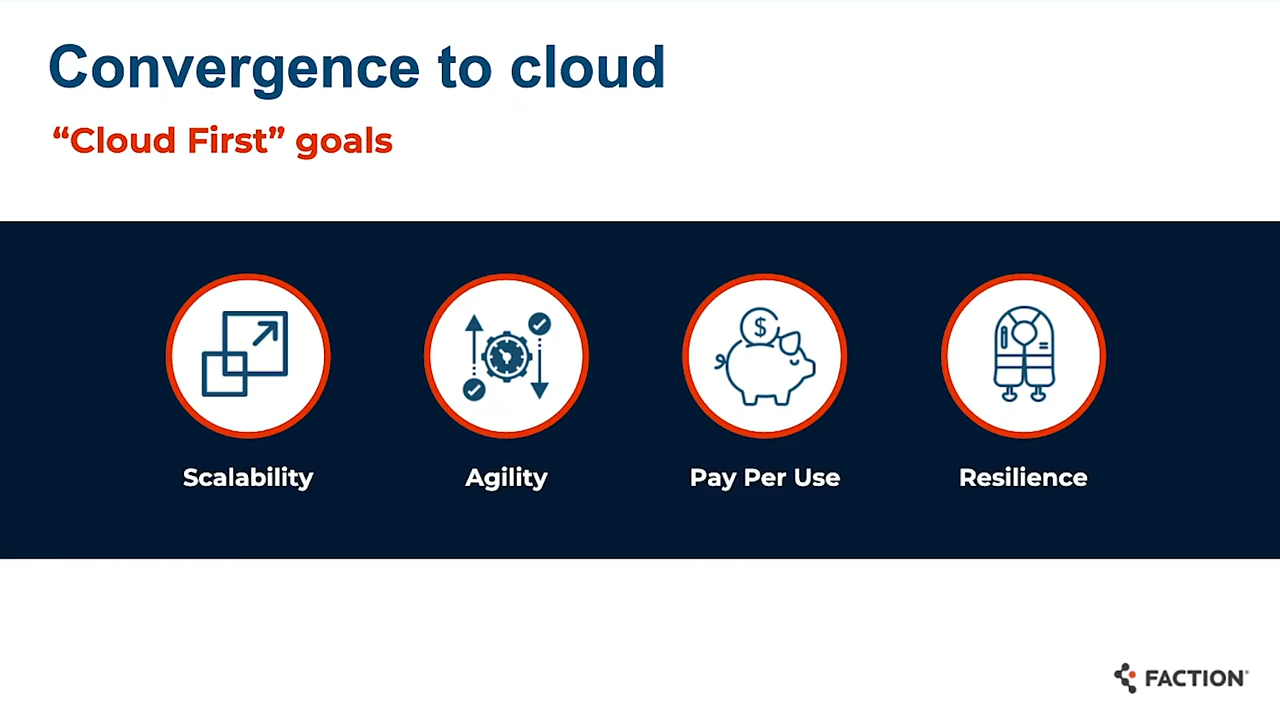 Convergence to cloud
“Cloud First” goals
$
Scalability
Agility
Pay Per Use
Resilience
FACTION®